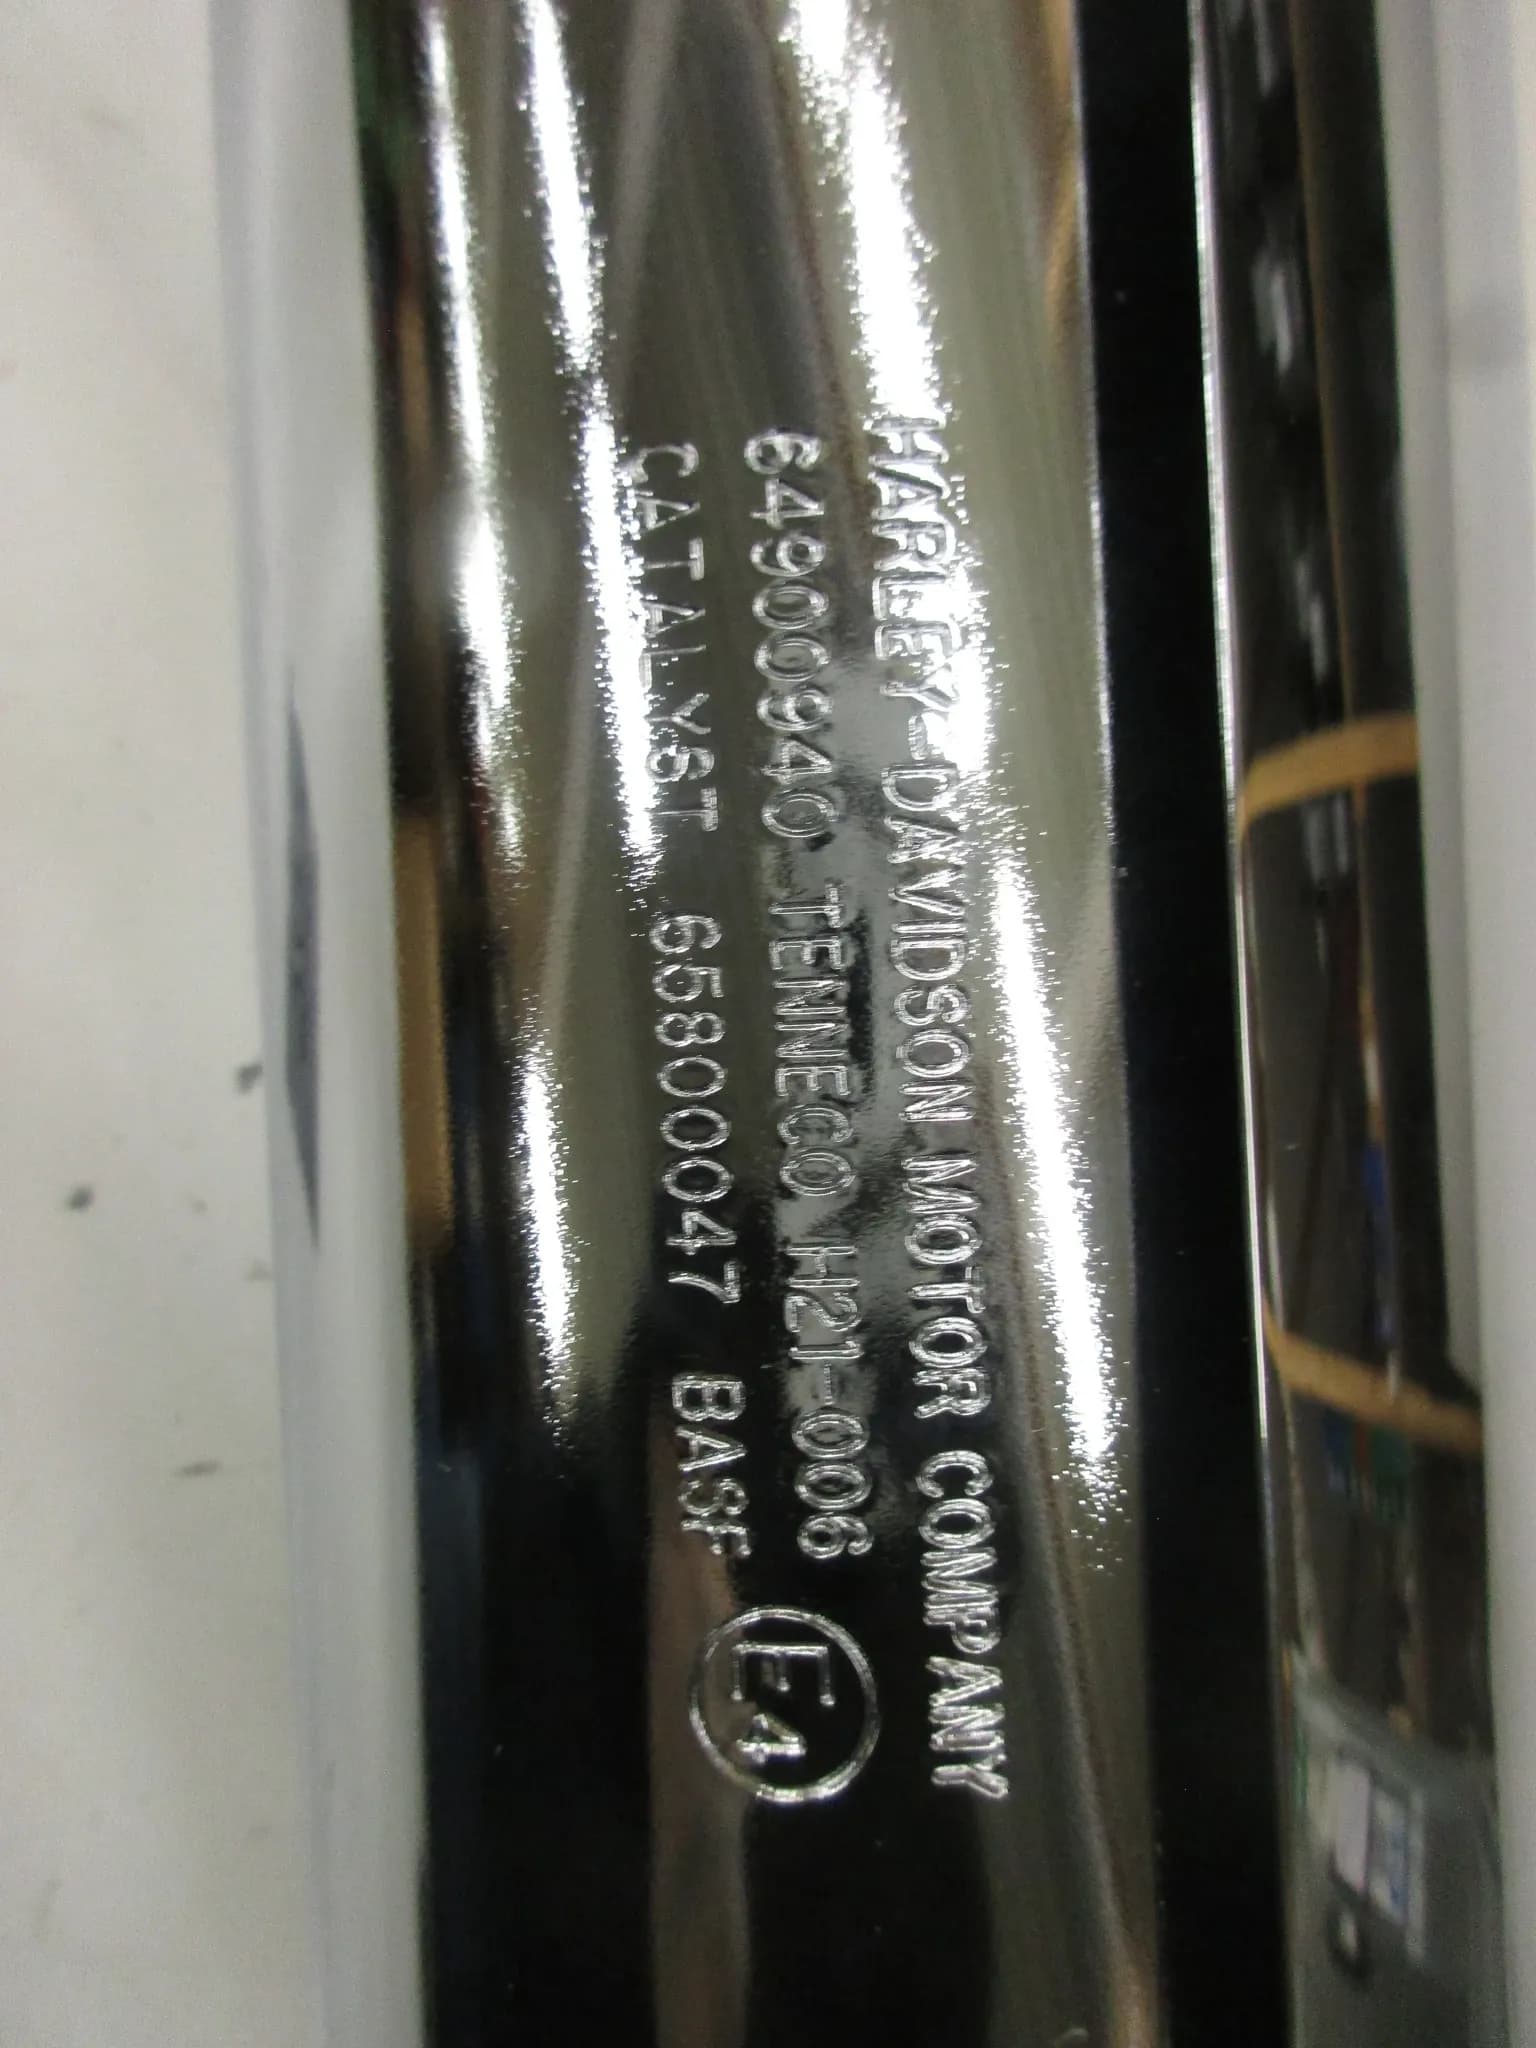 HARLEY-DAVIDSON MOTOR COMPANY
64900940 TENNECO H21-006
CATALYST 65800047 BASF
E4